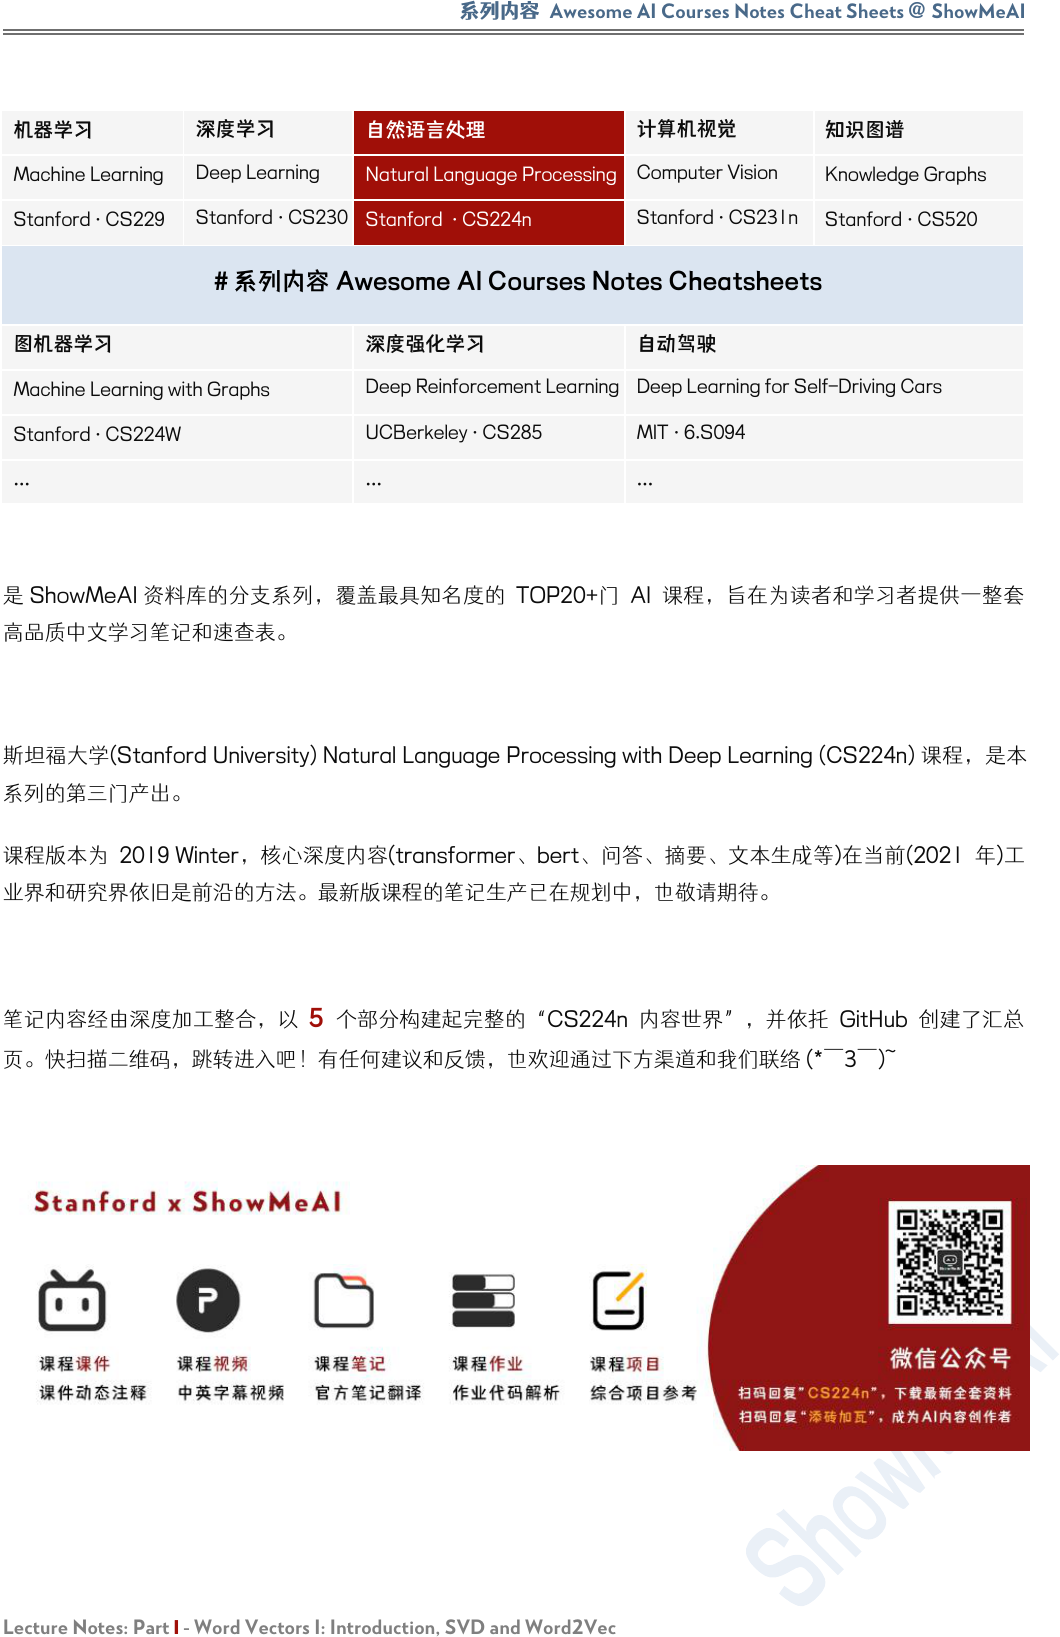 系列内容 Awesome AI Courses Notes Cheat Sheets @ ShowMeAI
机器学习 深度学习 自然语言处理 计算机视觉 知识图谱
Machine Learning Deep Learning Natural Language Processing Computer Vision Knowledge Graphs
Stanford · CS229 Stanford · CS230 Stanford · CS224n Stanford · CS231n Stanford · CS520
# 系列内容 Awesome AI Courses Notes Cheatsheets
图机器学习 深度强化学习 自动驾驶
Machine Learning with Graphs Deep Reinforcement Learning Deep Learning for Self-Driving Cars
Stanford · CS224W UCBerkeley · CS285 MIT · 6.S094
... ... ...
是 ShowMeAI 资料库的分支系列，覆盖最具知名度的 TOP20+门 AI 课程，旨在为读者和学习者提供一整套
高品质中文学习笔记和速查表。
斯坦福大学(Stanford University) Natural Language Processing with Deep Learning (CS224n) 课程，是本
系列的第三门产出。
课程版本为 2019 Winter，核心深度内容(transformer、bert、问答、摘要、文本生成等)在当前(2021 年)工
业界和研究界依旧是前沿的方法。最新版课程的笔记生产已在规划中，也敬请期待。
笔记内容经由深度加工整合，以 5 个部分构建起完整的“CS224n 内容世界”，并依托 GitHub 创建了汇总
页。快扫描二维码，跳转进入吧！有任何建议和反馈，也欢迎通过下方渠道和我们联络 (*￣3￣)~
Stanford x ShowMeAI
课程课件 课程视频 课程笔记 课程作业 课程项目
课件动态注释 中英字幕视频 官方笔记翻译 作业代码解析 综合项目参考
微信公众号
扫码回复“CS224n”，下载最新全套资料
扫码回复“添砖加瓦”，成为AI内容创作者
Lecture Notes: Part I - Word Vectors I: Introduction, SVD and Word2Vec